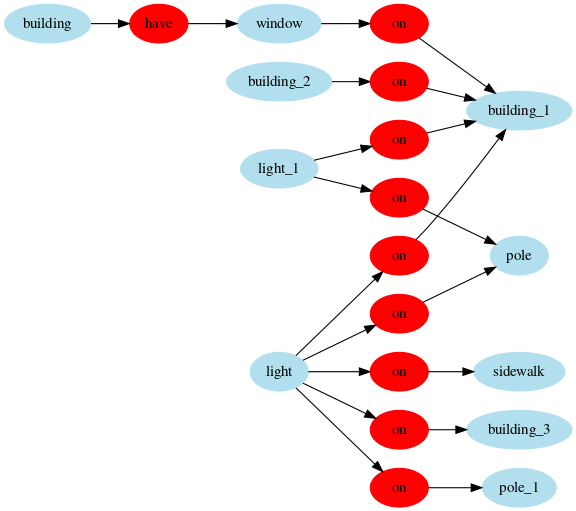 building have window on
building_2 on
building_1
on
light_1
on
on pole
on
light on sidewalk
on building_3
on pole_1